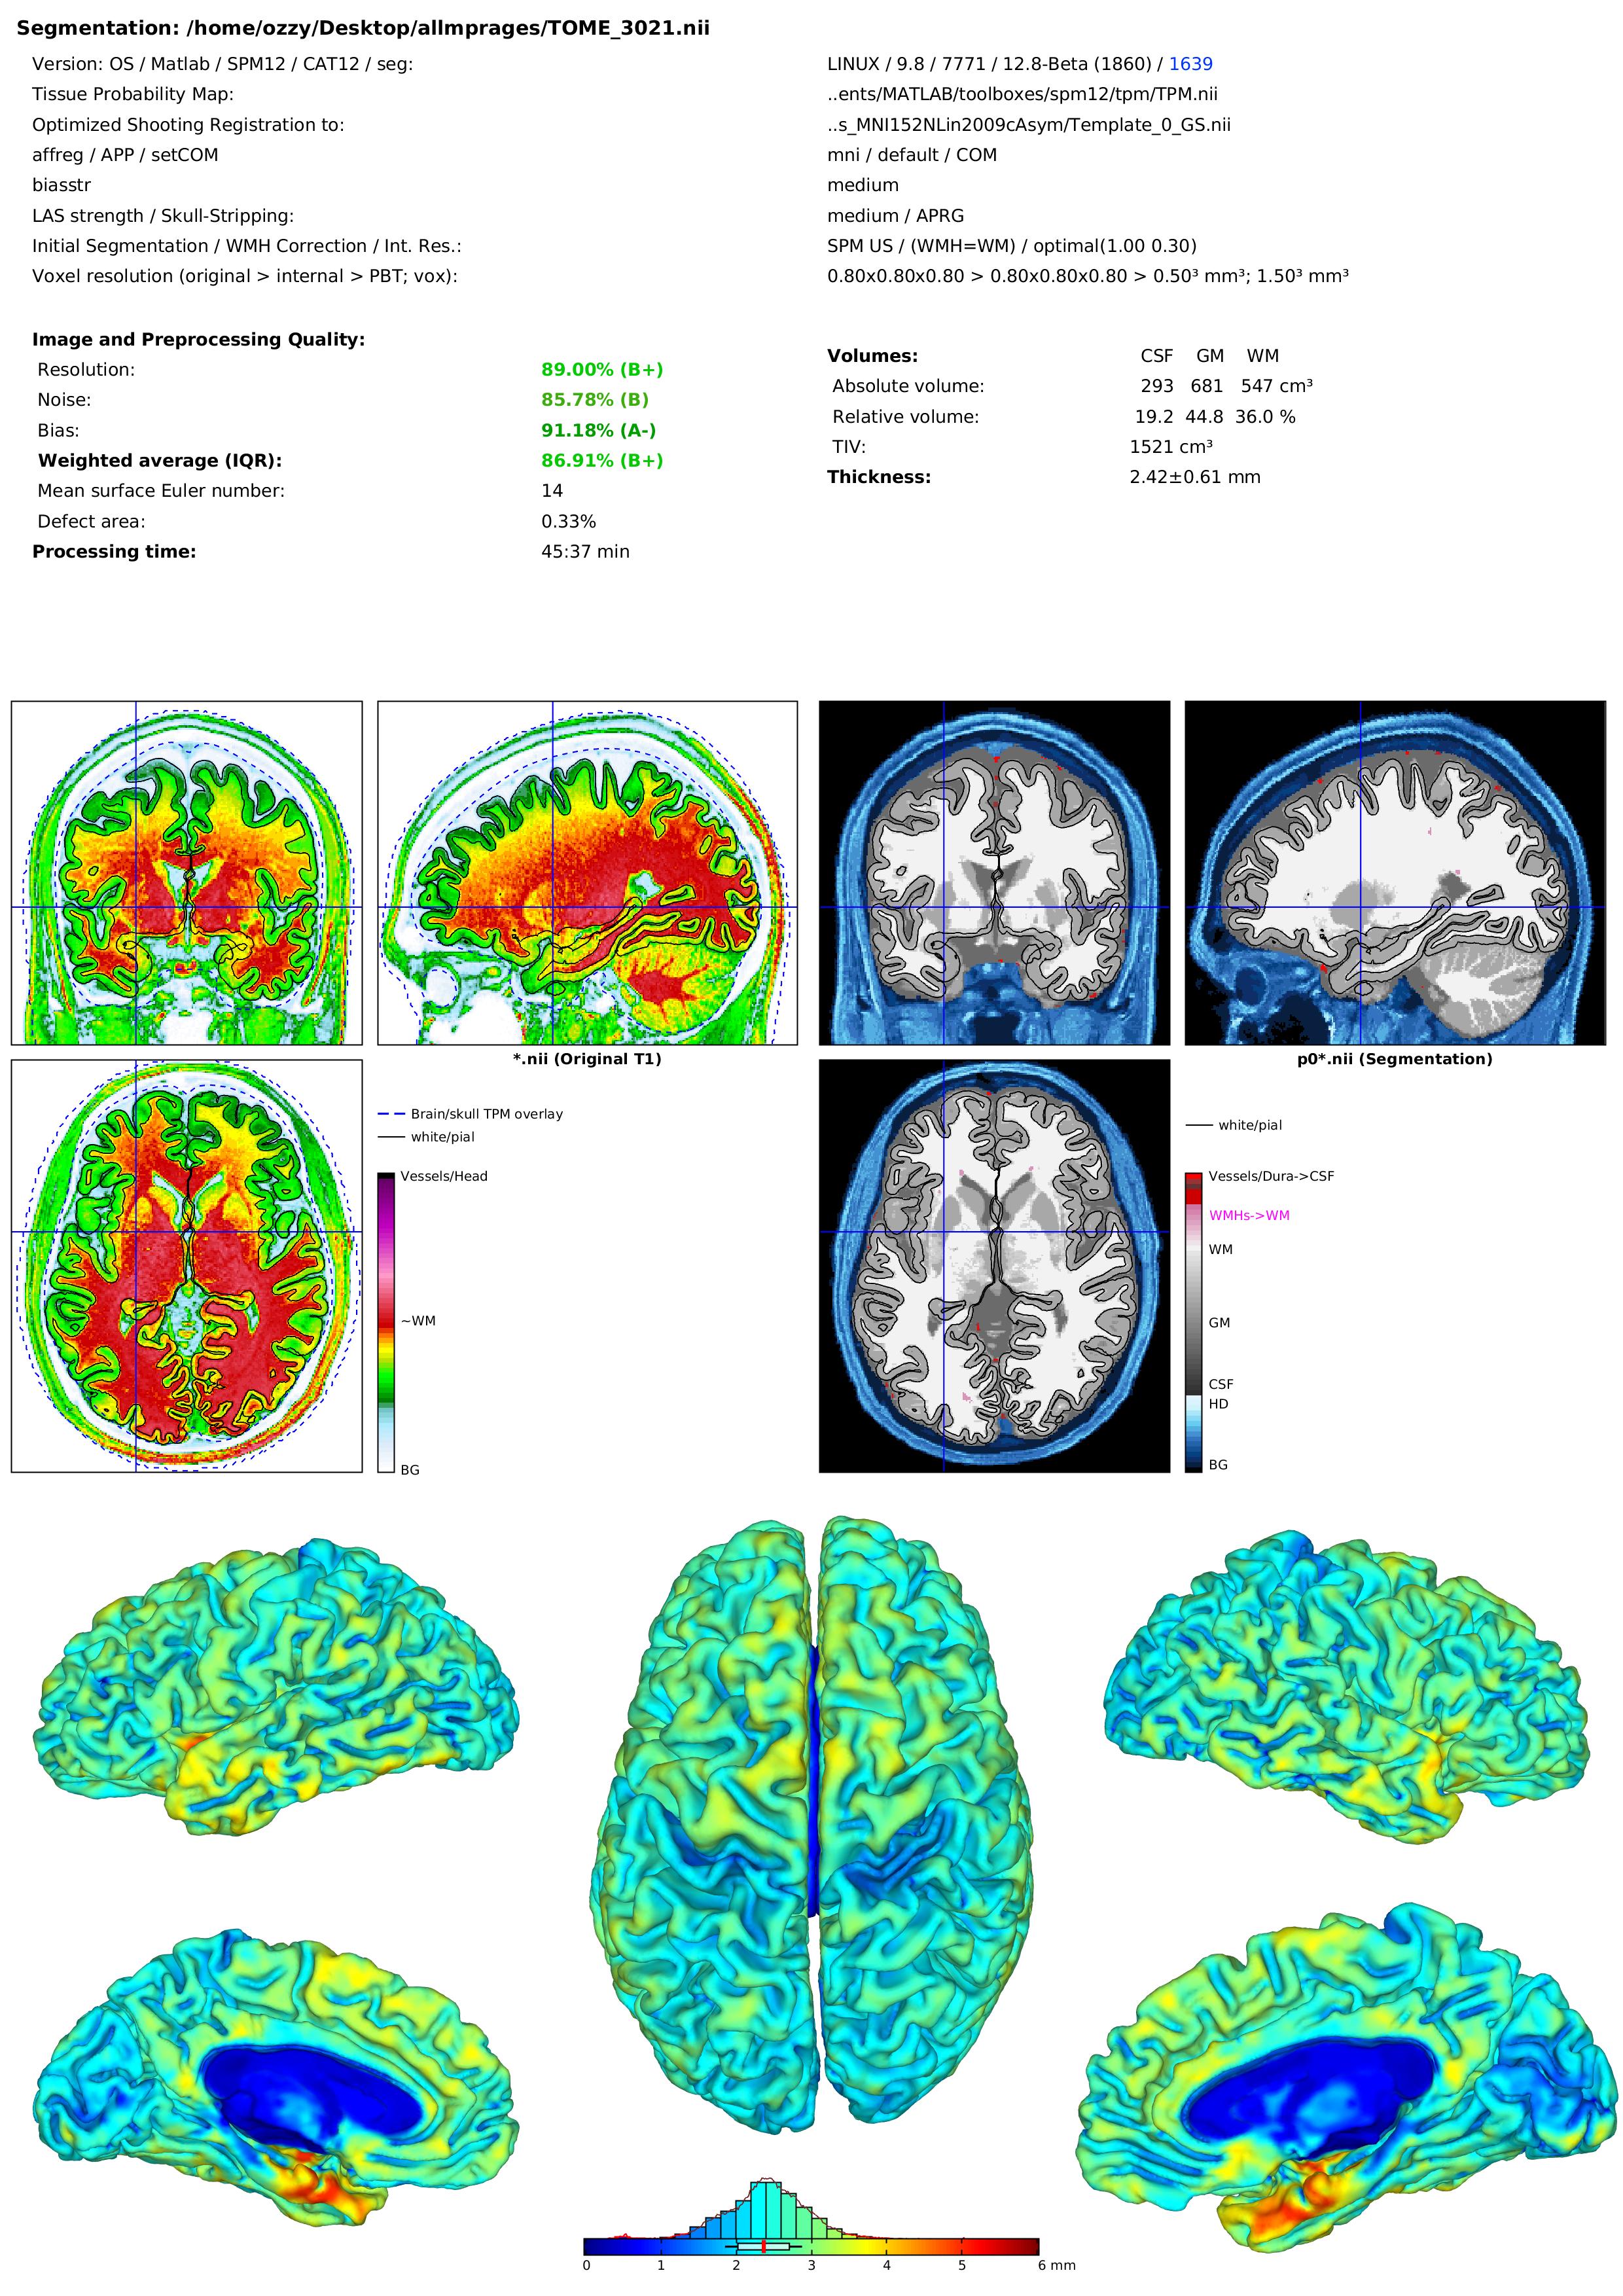 Segmentation: /home/ozzy/Desktop/allmprages/TOME_3021.nii
Version: OS / Matlab / SPM12 / CAT12 / seg: LINUX / 9.8 / 7771 / 12.8-Beta (1860) / 1639
Tissue Probability Map: ..ents/MATLAB/toolboxes/spm12/tpm/TPM.nii
Optimized Shooting Registration to: ..s_MNI152NLin2009cAsym/Template_0_GS.nii
affreg / APP / setCOM mni / default / COM
biasstr medium
LAS strength / Skull-Stripping: medium / APRG
Initial Segmentation / WMH Correction / Int. Res.: SPM US / (WMH=WM) / optimal(1.00 0.30)
Voxel resolution (original > internal > PBT; vox): 0.80x0.80x0.80 > 0.80x0.80x0.80 > 0.50³ mm³; 1.50³ mm³
Image and Preprocessing Quality:
Resolution: 89.00% (B+)
Noise: 85.78% (B)
Bias: 91.18% (A-)
Weighted average (IQR): 86.91% (B+)
Mean surface Euler number: 14
Defect area: 0.33%
Processing time: 45:37 min
Volumes: CSF GM WM
Absolute volume: 293 681 547 cm³
Relative volume: 19.2 44.8 36.0 %
TIV: 1521 cm³
Thickness: 2.42±0.61 mm
*.nii (Original T1)
p0*.nii (Segmentation)
Brain/skull TPM overlay
white/pial
Vessels/Head
~WM
BG
white/pial
Vessels/Dura->CSF
WMHs->WM
WM
GM
CSF
HD
BG
0 1 2 3 4 5 6 mm